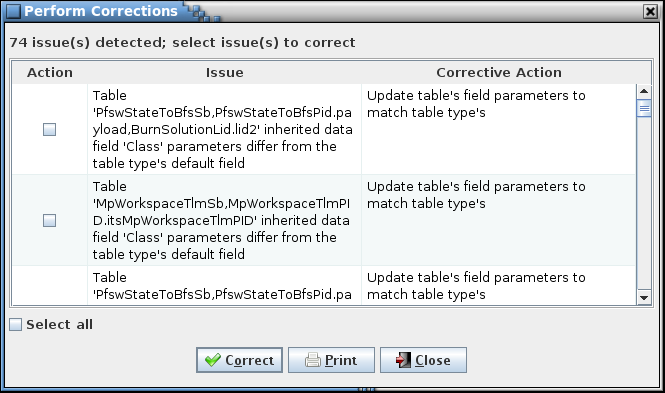 Perform Corrections
74 issue(s) detected; select issue(s) to correct
Action Issue Corrective Action
Table
'PfswStateToBfsSb,PfswStateToBfsPid.pa
yload,BurnSolutionLid.lid2' inherited data
field 'Class' parameters differ from the
table type's default field
Update table's field parameters to
match table type's
Table
'MpWorkspaceTlmSb,MpWorkspaceTlmPI
D.itsMpWorkspaceTlmPID' inherited data
field 'Class' parameters differ from the
table type's default field
Update table's field parameters to
match table type's
Table
'PfswStateToBfsSb,PfswStateToBfsPid.pa
Update table's field parameters to
match table type's
Select all
Correct Print Close